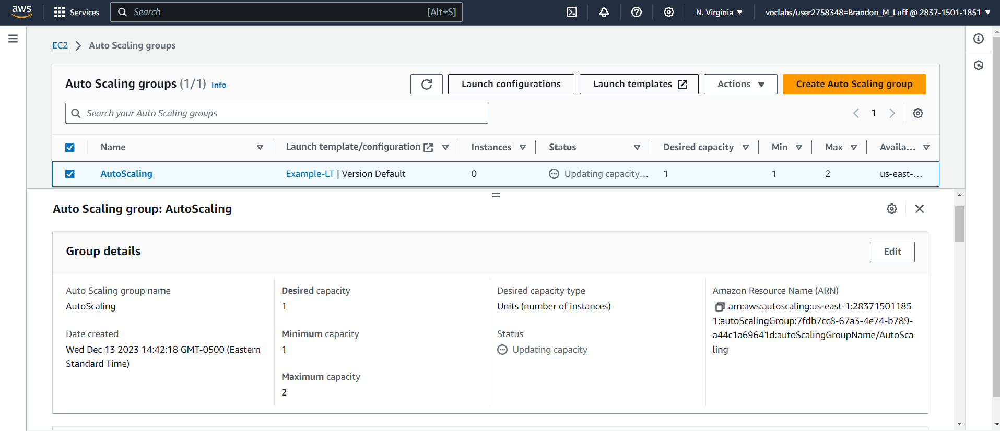 aws Services Search [Alt+S] N. Virginia voclabs/user2758348=Brandon_M_Luff @ 2837-1501-1851
EC2 Auto Scaling groups
Auto Scaling groups (1/1) Info Launch configurations Launch templates Actions Create Auto Scaling group
Search your Auto Scaling groups 1
Name Launch template/configuration Instances Status Desired capacity Min Max Availa...
AutoScaling Example-LT | Version Default 0 Updating capacity... 1 1 2 us-east-...
Auto Scaling group: AutoScaling
Group details Edit
Auto Scaling group name
AutoScaling
Date created
Wed Dec 13 2023 14:42:18 GMT-0500 (Eastern
Standard Time)
Desired capacity
1
Minimum capacity
1
Maximum capacity
2
Desired capacity type
Units (number of instances)
Status
Updating capacity
Amazon Resource Name (ARN)
arn:aws:autoscaling:us-east-1:28371501185
1:autoScalingGroup:7fdb7cc8-67a3-4e74-b789-
a44c1a69641d:autoScalingGroupName/AutoSca
ling